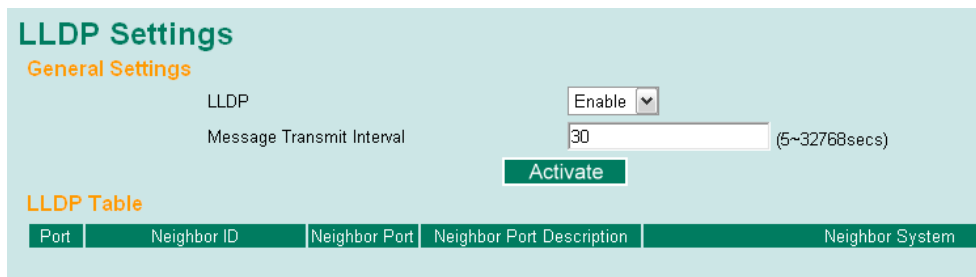 LLDP Settings
General Settings
LLDP Enable
Message Transmit Interval 30 (5~32768secs)
Activate
LLDP Table
Port Neighbor ID Neighbor Port Neighbor Port Description Neighbor System